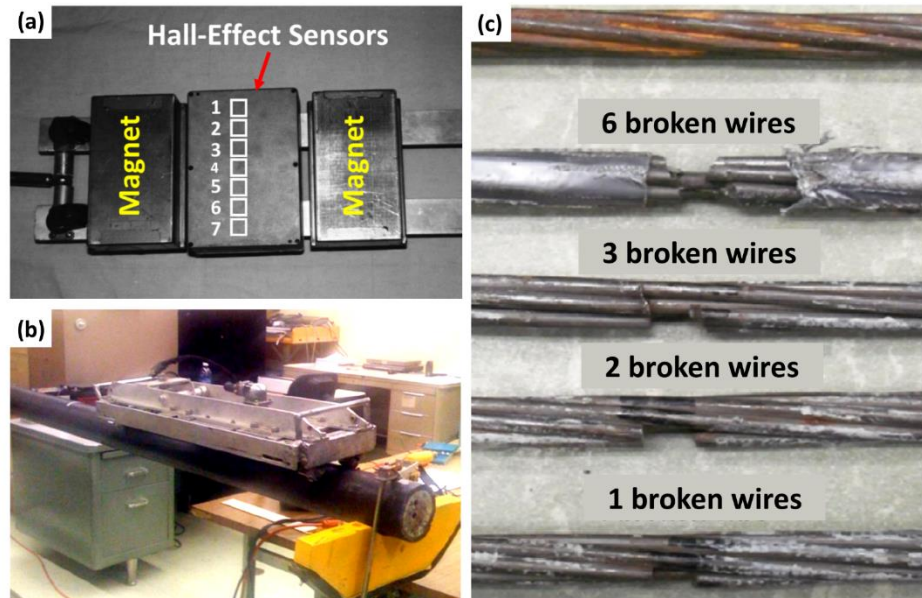 (a)
Hall-Effect Sensors
Magnet
1
2
3
4
5
6
7
Magnet
(b)
(c)
6 broken wires
3 broken wires
2 broken wires
1 broken wires